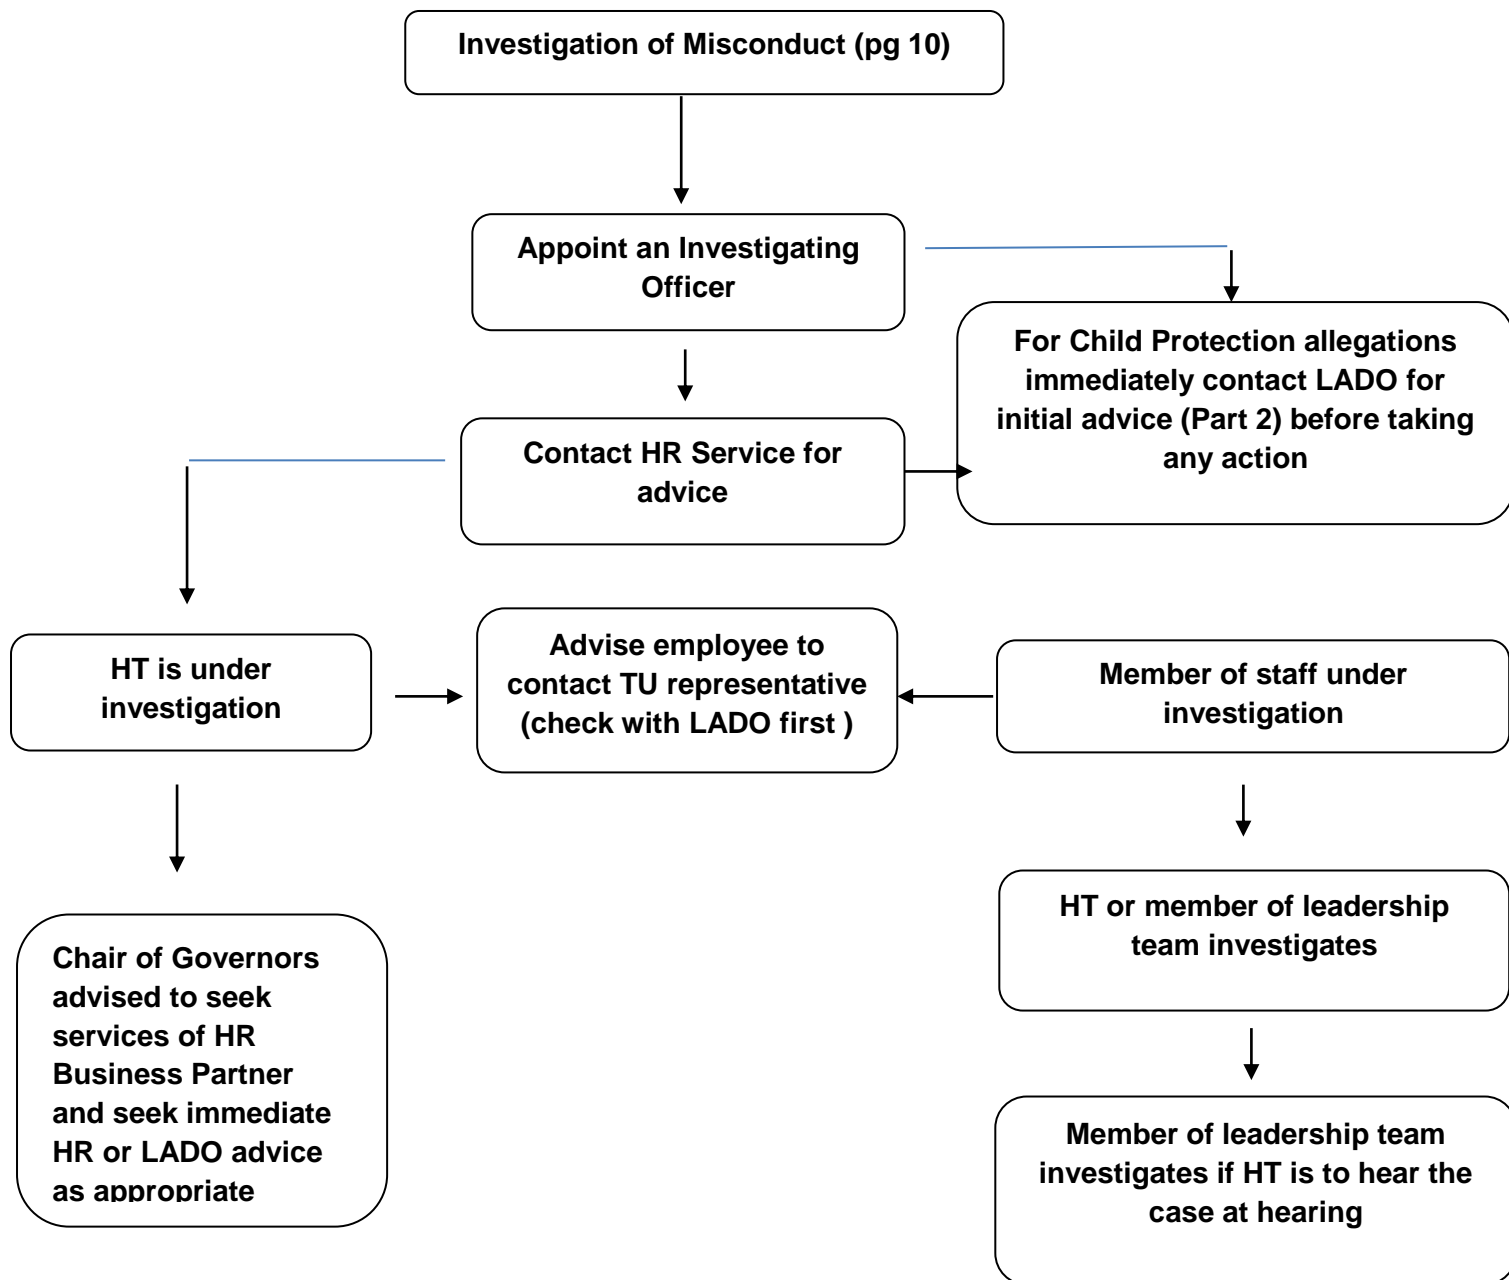 Investigation of Misconduct (pg 10)
Appoint an Investigating
Officer
For Child Protection allegations
immediately contact LADO for
initial advice (Part 2) before taking
any action
Contact HR Service for
advice
HT is under
investigation
Advise employee to
contact TU representative
(check with LADO first )
Member of staff under
investigation
Chair of Governors
advised to seek
services of HR
Business Partner
and seek immediate
HR or LADO advice
as appropriate
HT or member of leadership
team investigates
Member of leadership team
investigates if HT is to hear the
case at hearing